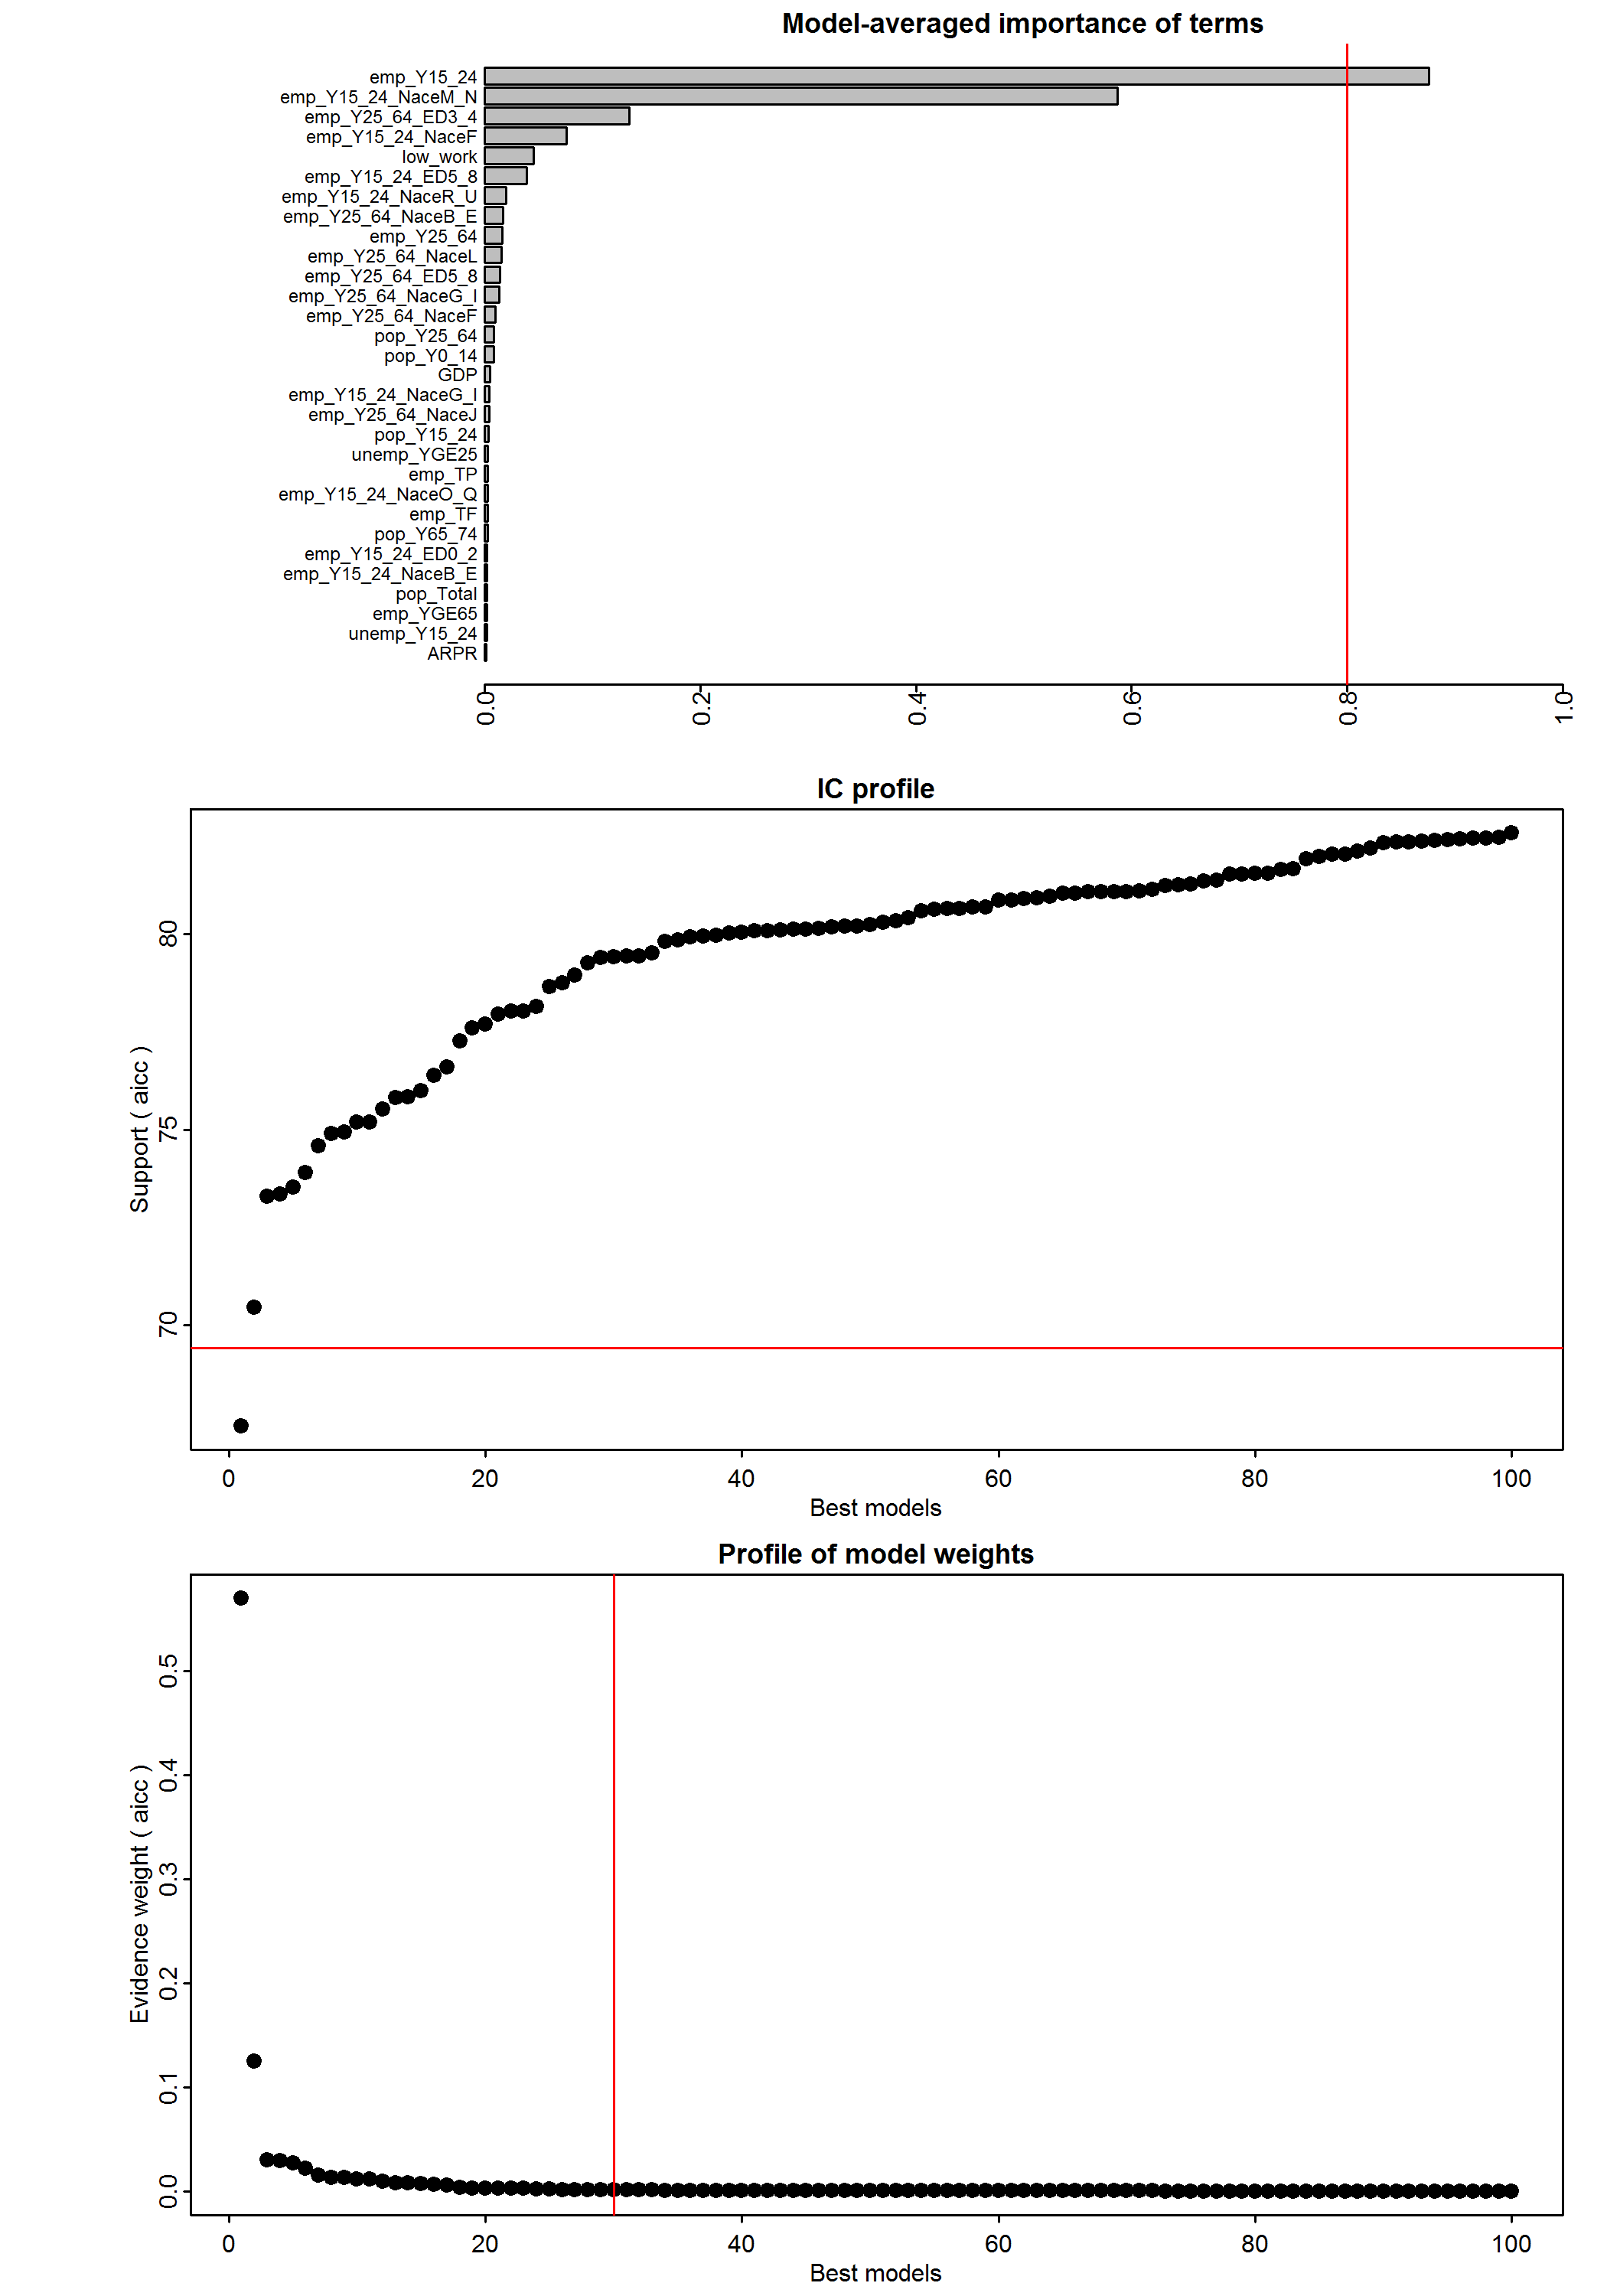 Model-averaged importance of terms
emp_Y15_24
emp_Y15_24_NaceM_N
emp_Y25_64_ED3_4
emp_Y15_24_NaceF
low_work
emp_Y15_24_ED5_8
emp_Y15_24_NaceR_U
emp_Y25_64_NaceB_E
emp_Y25_64
emp_Y25_64_NaceL
emp_Y25_64_ED5_8
emp_Y25_64_NaceG_I
emp_Y25_64_NaceF
pop_Y25_64
pop_Y0_14
GDP
emp_Y15_24_NaceG_I
emp_Y25_64_NaceJ
pop_Y15_24
unemp_YGE25
emp_TP
emp_Y15_24_NaceO_Q
emp_TF
pop_Y65_74
emp_Y15_24_ED0_2
emp_Y15_24_NaceB_E
pop_Total
emp_YGE65
unemp_Y15_24
ARPR
0.0 0.2 0.4 0.6 0.8 1.0
IC profile
Support ( aicc )
80
75
70
0 20 40 60 80 100
Best models
Profile of model weights
Evidence weight ( aicc )
0.5
0.4
0.3
0.2
0.1
0.0
0 20 40 60 80 100
Best models